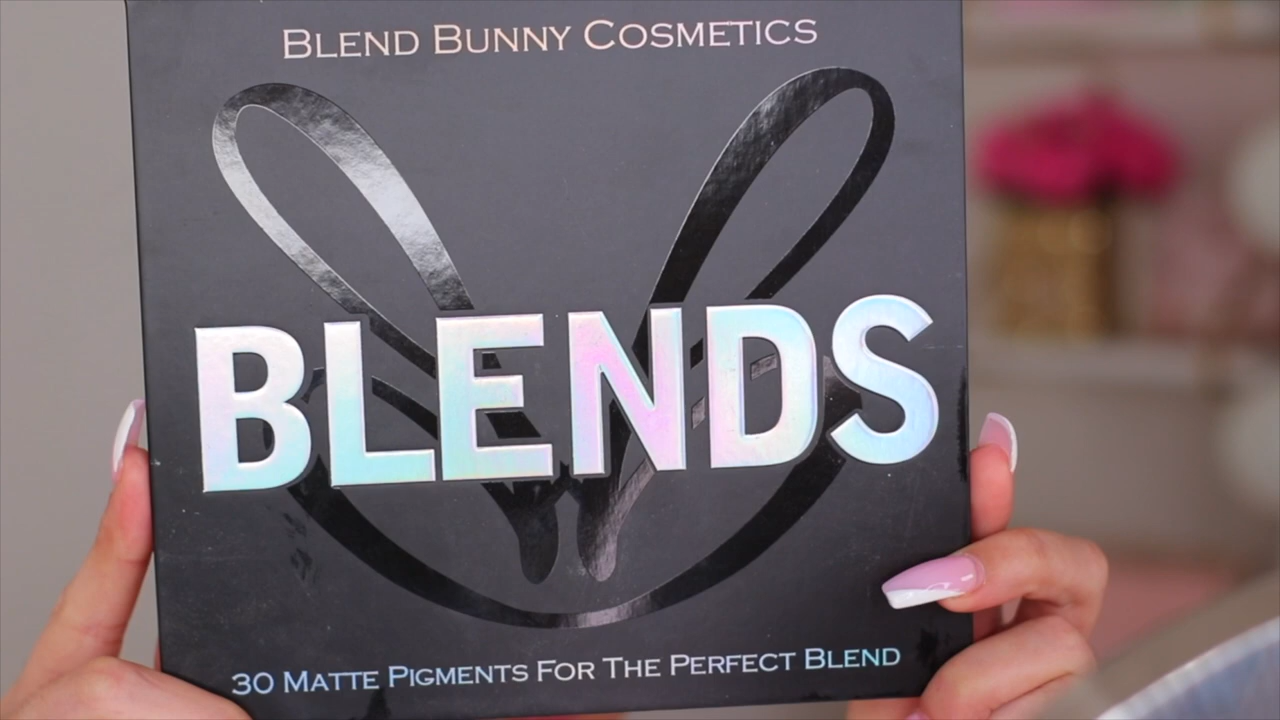 BLEND BUNNY COSMETICS
BLENDS
30 MATTE PIGMENTS FOR THE PERFECT BLEND